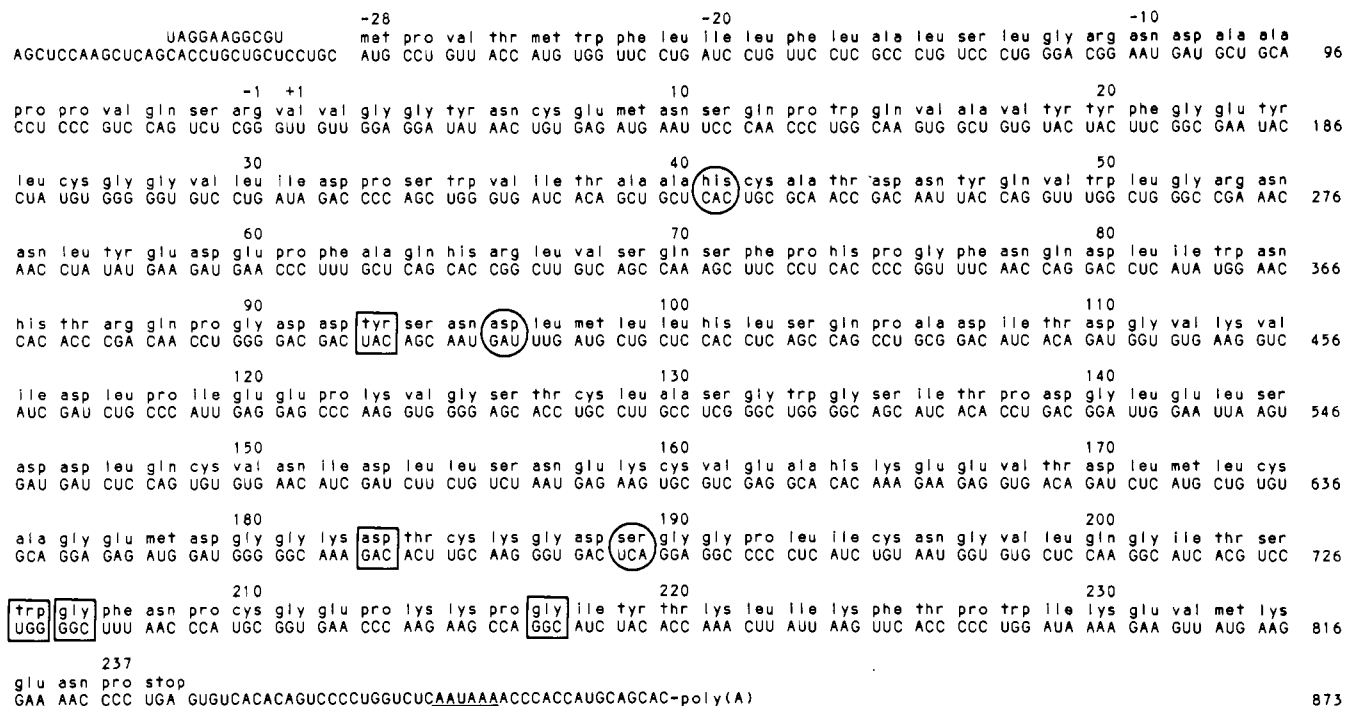 -28 -20 -10
UAGGAAGGCGU met pro val thr met trp phe leu ile leu phe leu ala leu ser leu gly arg asn asp ala ala
AGCUCCAAGCUCAGCACCUGCUGCUCCUGC AUG CCU GUU ACC AUG UGG UUC CUG AUC CUG UUC CUC GCC CUG UCC CUG GGA CGG AAU GAU GCU GCA 96
-1 +1 10 20
pro pro val gln ser arg val val gly gly tyr asn cys glu met asn ser gln pro trp gln val ala val tyr tyr phe gly glu tyr
CCU CCC GUC CAG UCU CGG GUU GUU GGA GGA UAU AAC UGU GAG AUG AAU UCC CAA CCC UGG CAA GUG GCU GUG UAC UAC UUC GGC GAA UAC 186
30 40 50
leu cys gly gly val leu ile asp pro ser trp val ile thr ala ala his cys ala thr asp asn tyr gln val trp leu gly arg asn
CUA UGU GGG GGU GUC CUG AUA GAC CCC AGC UGG GUG AUC ACA GCU GCU CAC UGC GCA ACC GAC AAU UAC CAG GUU UGG CUG GGC CGA AAC 276
60 70 80
asn leu tyr glu asp glu pro phe ala gln his arg leu val ser gln ser phe pro his pro gly phe asn gln asp leu ile trp asn
AAC CUA UAU GAA GAU GAA CCC UUU GCU CAG CAC CGG CUU GUC AGC CAA AGC UUC CCU CAC CCC GGU UUC AAC CAG GAC CUC AUA UGG AAC 366
90 100 110
his thr arg gln pro gly asp asp tyr ser asn asp leu met leu leu his leu ser gln pro ala asp ile thr asp gly val lys val
CAC ACC CGA CAA CCU GGG GAC GAC UAC AGC AAU GAU UUG AUG CUG CUC CAC CUC AGC CAG CCU GCG GAC AUC ACA GAU GGU GUG AAG GUC 456
120 130 140
ile asp leu pro ile glu glu pro lys val gly ser thr cys leu ala ser gly trp gly ser ile thr pro asp gly leu glu leu ser
AUC GAU CUG CCC AUU GAG GAG CCC AAG GUG GGG AGC ACC UGC CUU GCC UCG GGC UGG GGC AGC AUC ACA CCU GAC GGA UUG GAA UUA AGU 546
150 160 170
asp asp leu gln cys val asn ile asp leu leu ser asn glu lys cys val glu ala his lys glu glu val thr asp leu met leu cys
GAU GAU CUC CAG UGU GUG AAC AUC GAU CUU CUG UCU AAU GAG AAG UGC GUC GAG GCA CAC AAA GAA GAG GUG ACA GAU CUC AUG CUG UGU 636
180 190 200
ala gly glu met asp gly gly lys asp thr cys lys gly asp ser gly gly pro leu ile cys asn gly val leu gln gly ile thr ser
GCA GGA GAG AUG GAU GGG GGC AAA GAC ACU UGC AAG GGU GAC UCA GGA GGC CCC CUC AUC UGU AAU GGU GUG CUC CAA GGC AUC ACG UCC 726
210 220 230
trp gly phe asn pro cys gly glu pro lys lys pro gly ile tyr thr lys leu ile lys phe thr pro trp ile lys glu val met lys
UGG GGC UUU AAC CCA UGC GGU GAA CCC AAG AAG CCA GGC AUC UAC ACC AAA CUU AUU AAG UUC ACC CCC UGG AUA AAA GAA GUU AUG AAG 816
237
glu asn pro stop
GAA AAC CCC UGA GUGUCACACAGUCCCCUGGUCUCAAUAAAACCCACCAUGCAGCAC-poly(A) 873